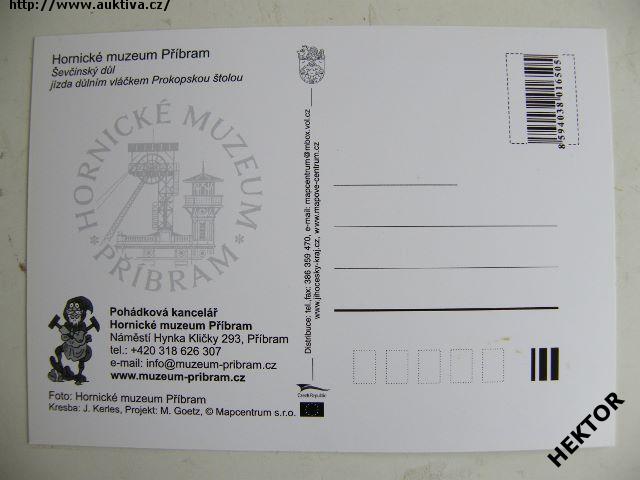 http://www.auktiva.cz/
Hornické muzeum Příbram
Ševčinský důl
jízda důlním vláčkem Prokopskou štolou
HORNICKÉ MUZEUM
* PŘÍBRAM *
Pohádková kancelář
Hornické muzeum Příbram
Náměstí Hynka Kličky 293, Příbram
tel.: +420 318 626 307
e-mail: info@muzeum-pribram.cz
www.muzeum-pribram.cz
Foto: Hornické muzeum Příbram
Kresba: J. Kerles, Projekt: M. Goetz, © Mapcentrum s.r.o.
Distribuce: tel./fax: 386 359 470, e-mail: mapcentrum@mbox.vol.cz
www.jihocesky-kraj.cz, www.mapove-centrum.cz
Czech Republic
8 594038 016505
HEKTOR